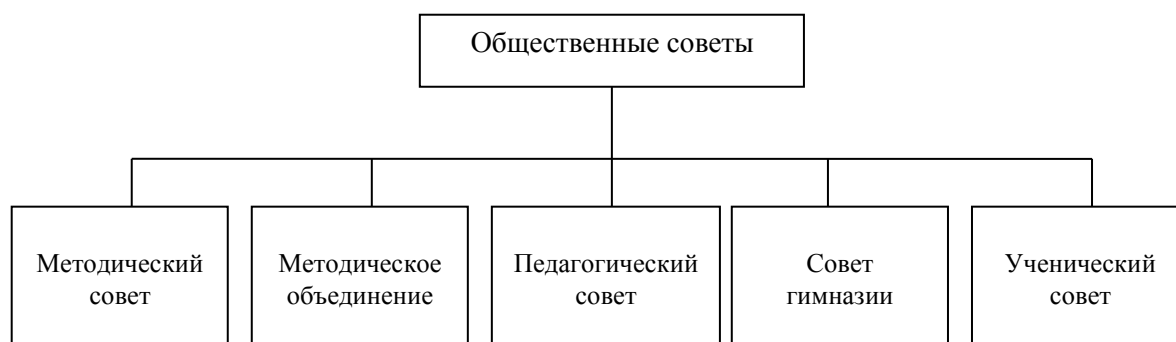 Общественные советы
Методический
совет
Методическое
объединение
Педагогический
совет
Совет
гимназии
Ученический
совет